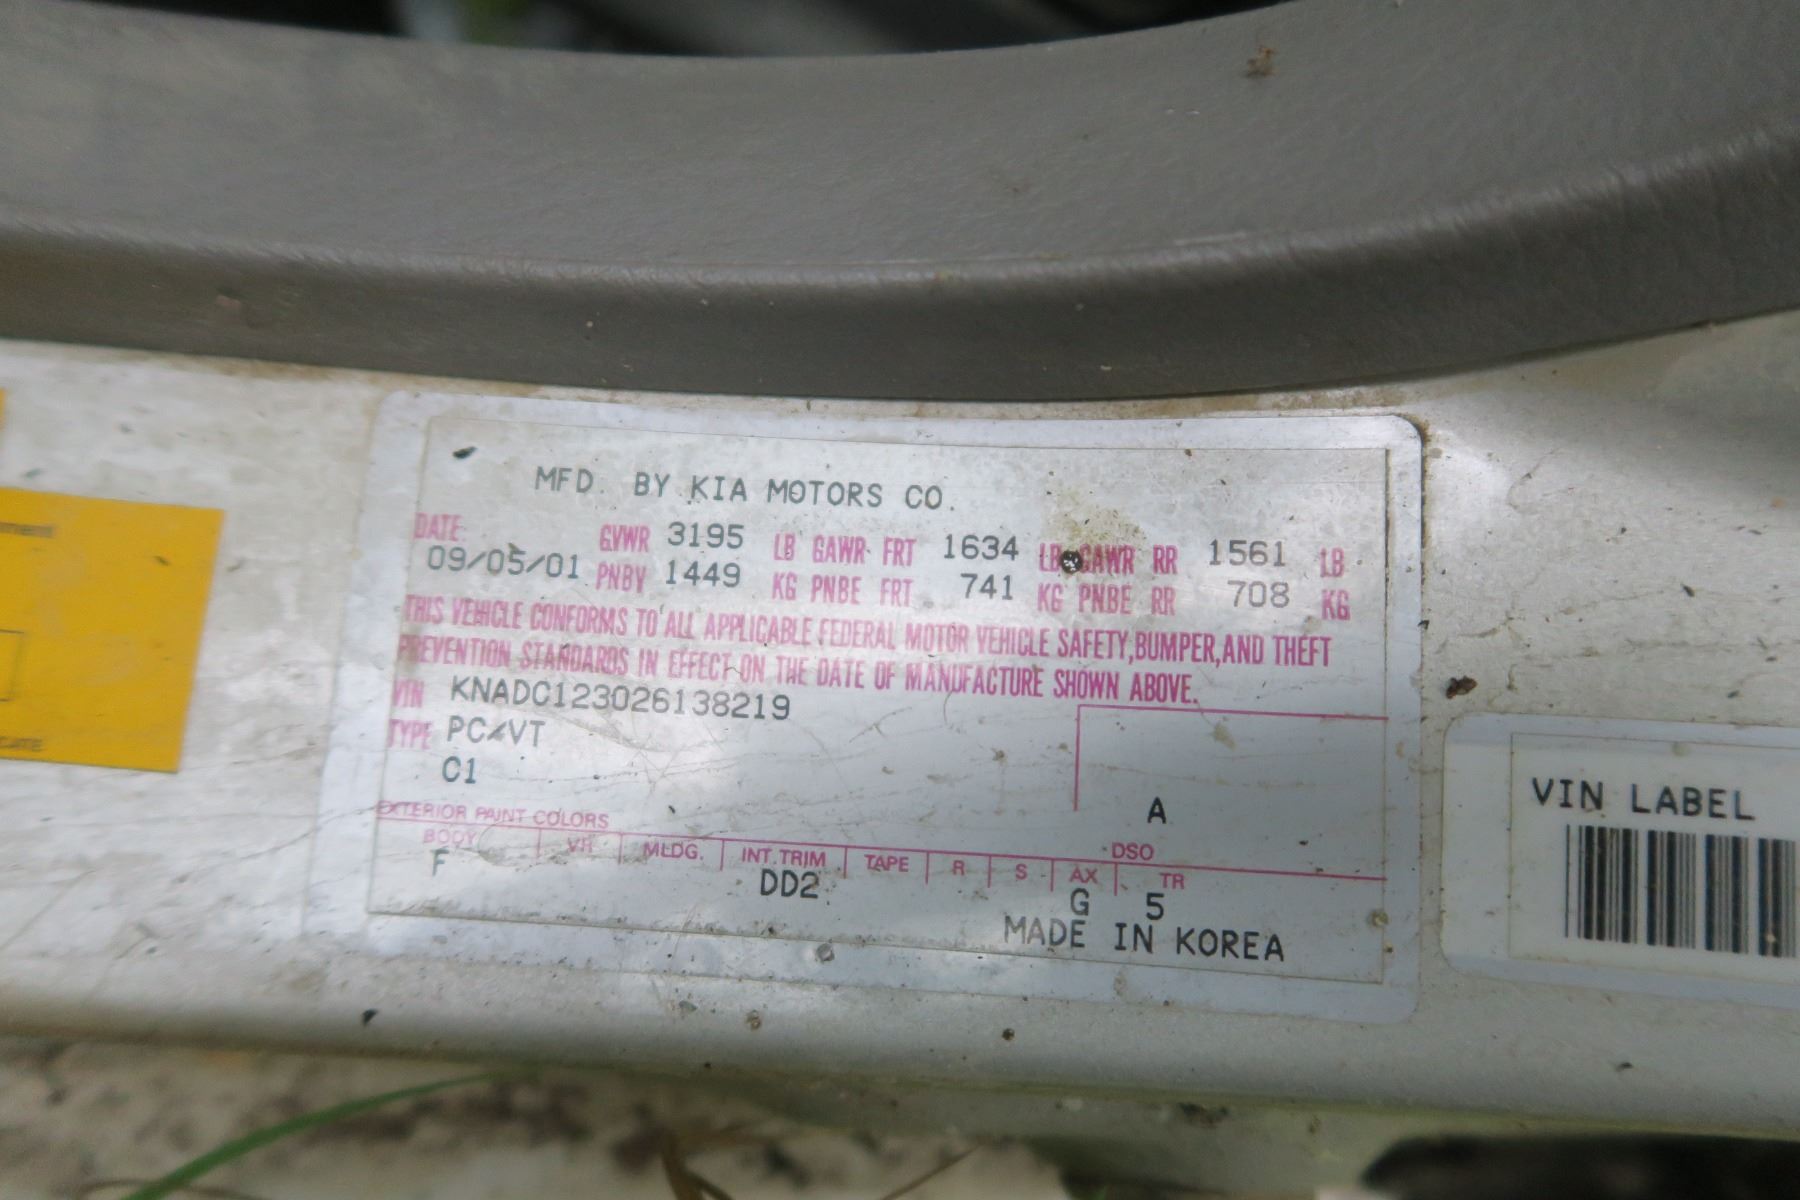 MFD. BY KIA MOTORS CO.
DATE: GVWR 3195 LB GAWR FRT 1634 LB GAWR RR 1561 LB
09/05/01 PNBV 1449 KG PNBE FRT 741 KG PNBE RR 708 KG
THIS VEHICLE CONFORMS TO ALL APPLICABLE FEDERAL MOTOR VEHICLE SAFETY, BUMPER, AND THEFT
PREVENTION STANDARDS IN EFFECT ON THE DATE OF MANUFACTURE SHOWN ABOVE.
VIN KNADC123026138219
TYPE PC/VT
C1
A
EXTERIOR PAINT COLORS
BODY VR MLDG. INT.TRIM TAPE R S AX TR DSO
F DD2 G 5
MADE IN KOREA
VIN LABEL